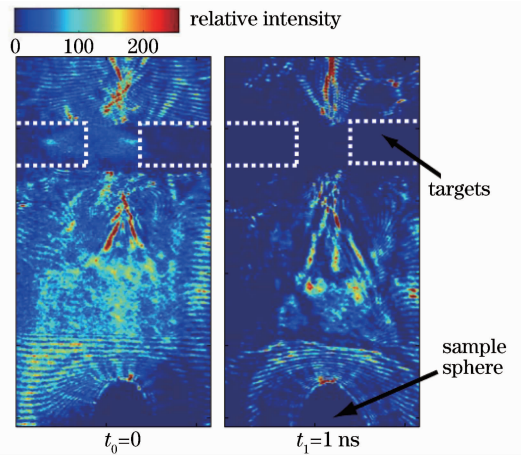 relative intensity
0 100 200
targets
sample
sphere
t₀=0
t₁=1 ns